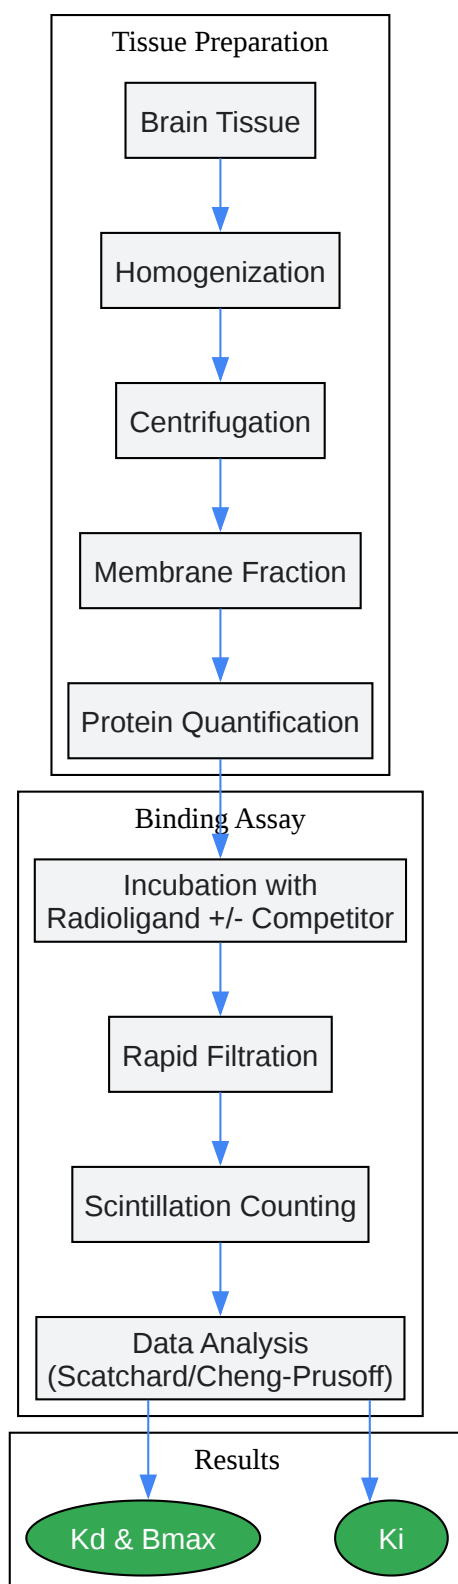 Tissue Preparation
Brain Tissue
Homogenization
Centrifugation
Membrane Fraction
Protein Quantification
Binding Assay
Incubation with
Radioligand +/- Competitor
Rapid Filtration
Scintillation Counting
Data Analysis
(Scatchard/Cheng-Prusoff)
Results
Kd & Bmax
Ki